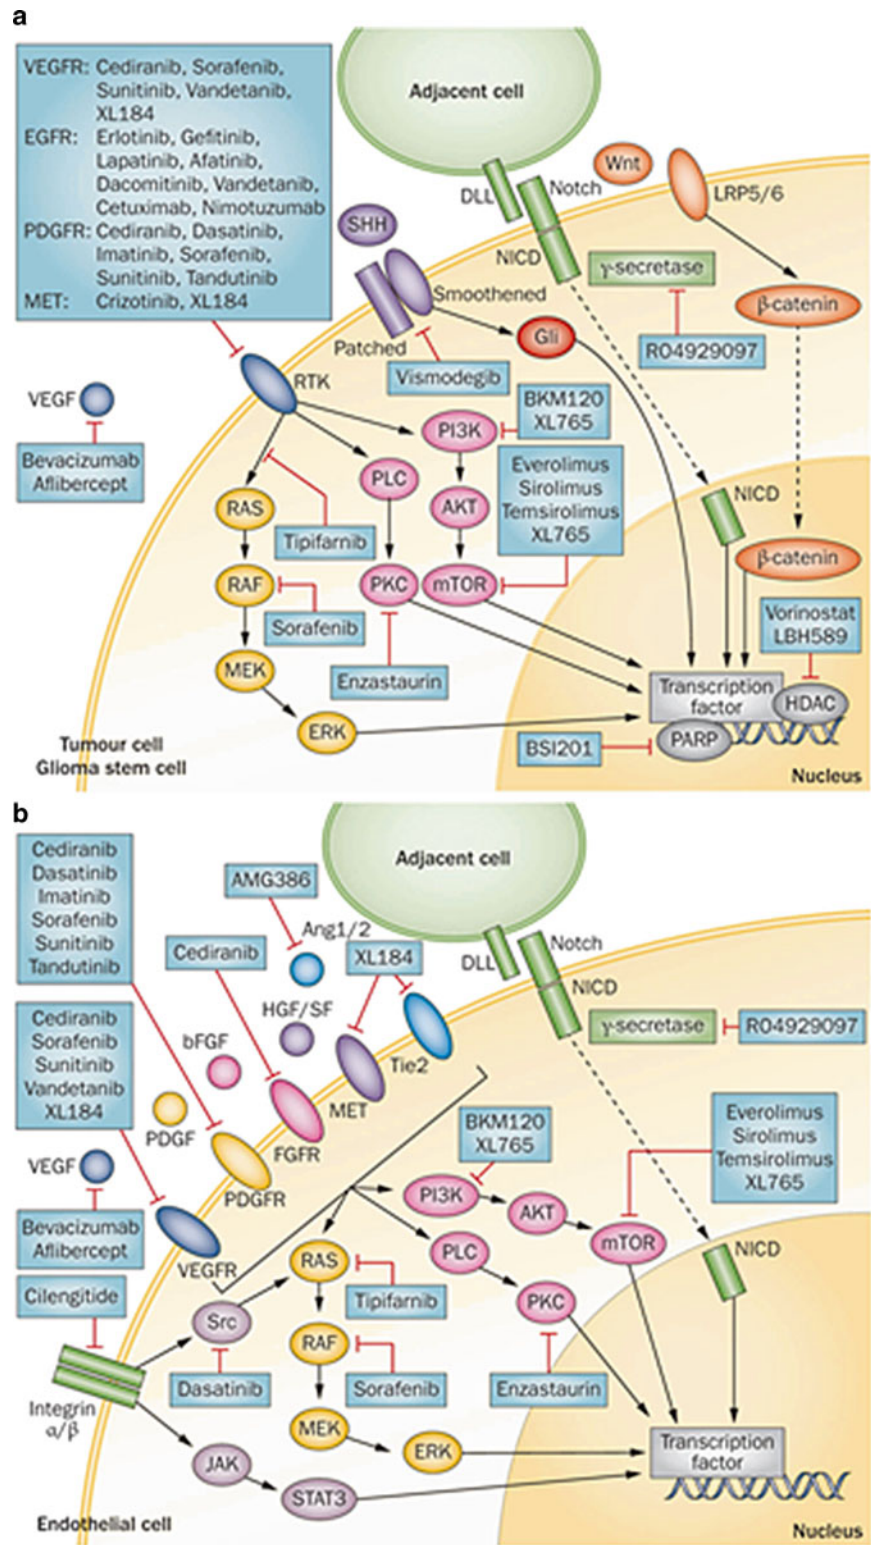 a
VEGFR: Cediranib, Sorafenib,
Sunitinib, Vandetanib,
XL184
EGFR: Erlotinib, Gefitinib,
Lapatinib, Afatinib,
Dacomitinib, Vandetanib,
Cetuximab, Nimotuzumab
PDGFR: Cediranib, Dasatinib,
Imatinib, Sorafenib,
Sunitinib, Tandutinib
MET: Crizotinib, XL184
Adjacent cell
Wnt
LRP5/6
DLL
Notch
NICD
SHH
γ-secretase
β-catenin
Smoothened
Patched
Gli
RO4929097
Vismodegib
RTK
VEGF
Bevacizumab
Aflibercept
BKM120
XL765
PI3K
Everolimus
Sirolimus
Temsirolimus
XL765
PLC
AKT
RAS
NICD
Tipifarnib
RAF
PKC
mTOR
β-catenin
Sorafenib
Vorinostat
LBH589
MEK
Enzastaurin
Transcription
factor
HDAC
ERK
BSI201
PARP
Tumour cell
Glioma stem cell
Nucleus
b
Cediranib
Dasatinib
Imatinib
Sorafenib
Sunitinib
Tandutinib
AMG386
Adjacent cell
Ang1/2
Cediranib
XL184
DLL
Notch
NICD
Cediranib
Sorafenib
Sunitinib
Vandetanib
XL184
HGF/SF
bFGF
Tie2
γ-secretase
RO4929097
PDGF
MET
FGFR
VEGF
PDGFR
BKM120
XL765
Everolimus
Sirolimus
Temsirolimus
XL765
Bevacizumab
Aflibercept
VEGFR
PI3K
AKT
mTOR
PLC
NICD
RAS
Cilengitide
Tipifarnib
Src
PKC
RAF
Dasatinib
Sorafenib
Enzastaurin
Integrin
α/β
MEK
ERK
Transcription
factor
JAK
STAT3
Endothelial cell
Nucleus